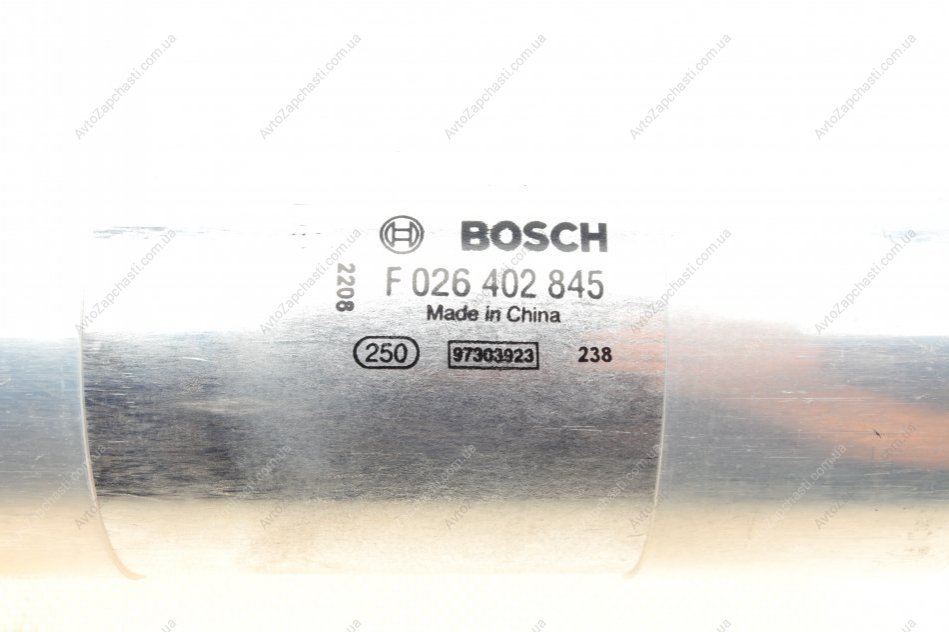 BOSCH
F 026 402 845
2208
Made in China
250 97303923 238
AvtoZapchasti.com.ua